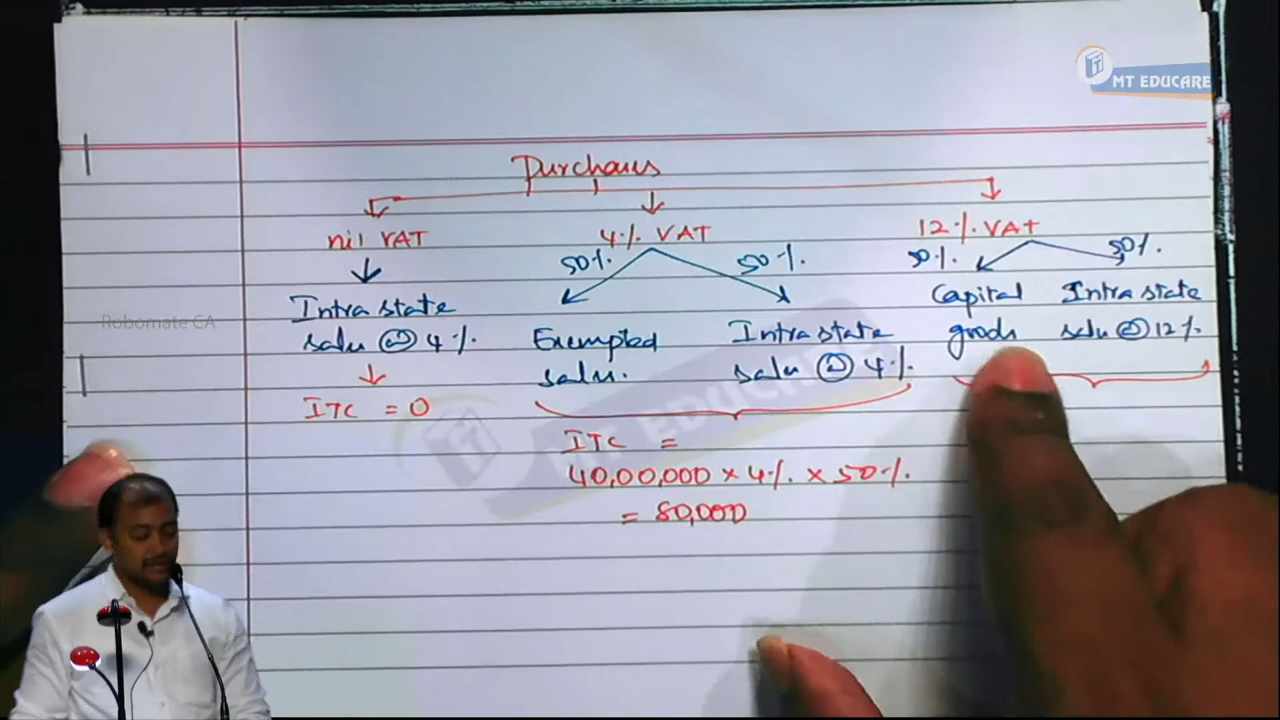 MT EDUCARE
Purchases
nil VAT 4% VAT 12% VAT
50% 50% 50% 50%
Intra state sales @ 4%
ITC = 0
Exempted sales.
Intra state sales @ 4%
Capital goods
Intra state sales @ 12%
ITC =
40,00,000 × 4% × 50%
= 80,000
Robomate CA
MT EDUCARE